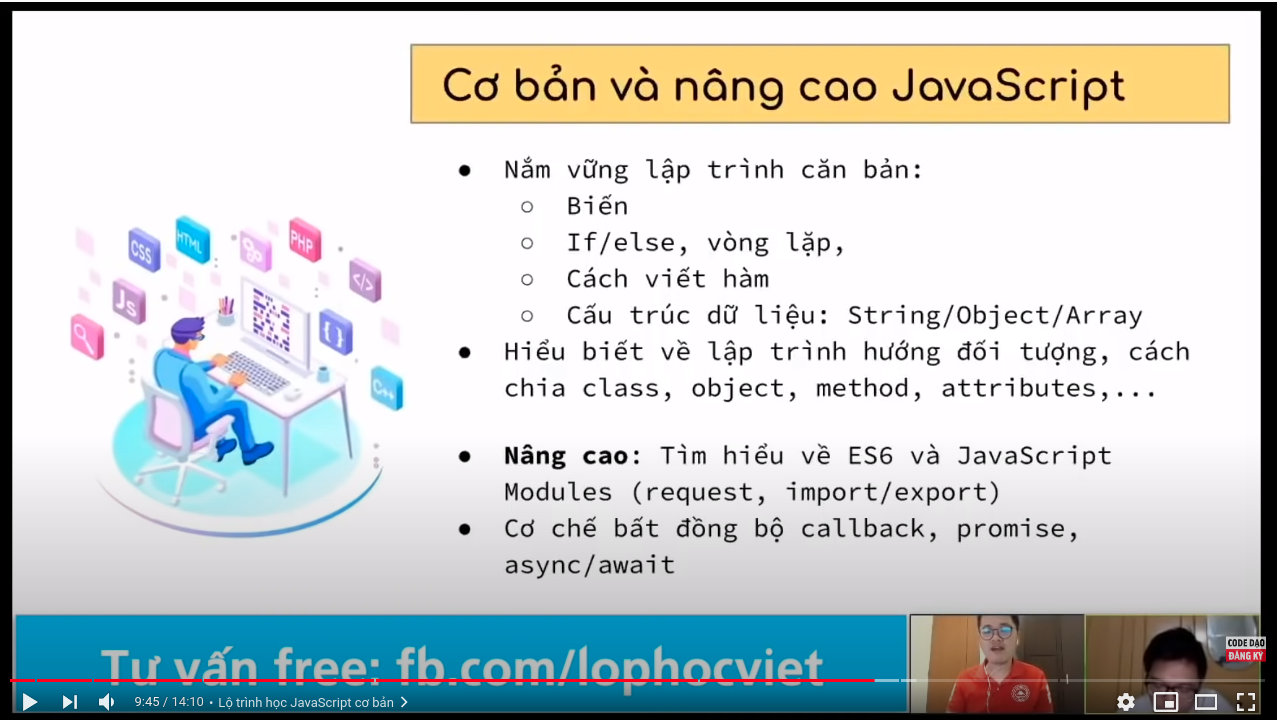 Cơ bản và nâng cao JavaScript
● Nắm vững lập trình căn bản:
○ Biến
○ If/else, vòng lặp,
○ Cách viết hàm
○ Cấu trúc dữ liệu: String/Object/Array
● Hiểu biết về lập trình hướng đối tượng, cách
chia class, object, method, attributes,...
● Nâng cao: Tìm hiểu về ES6 và JavaScript
Modules (request, import/export)
● Cơ chế bất đồng bộ callback, promise,
async/await
CSS
HTML
PHP
</>
Js
{ }
C++
Tư vấn free: fb.com/lophocviet
CODE DẠO
ĐĂNG KÝ
9:45 / 14:10 • Lộ trình học JavaScript cơ bản